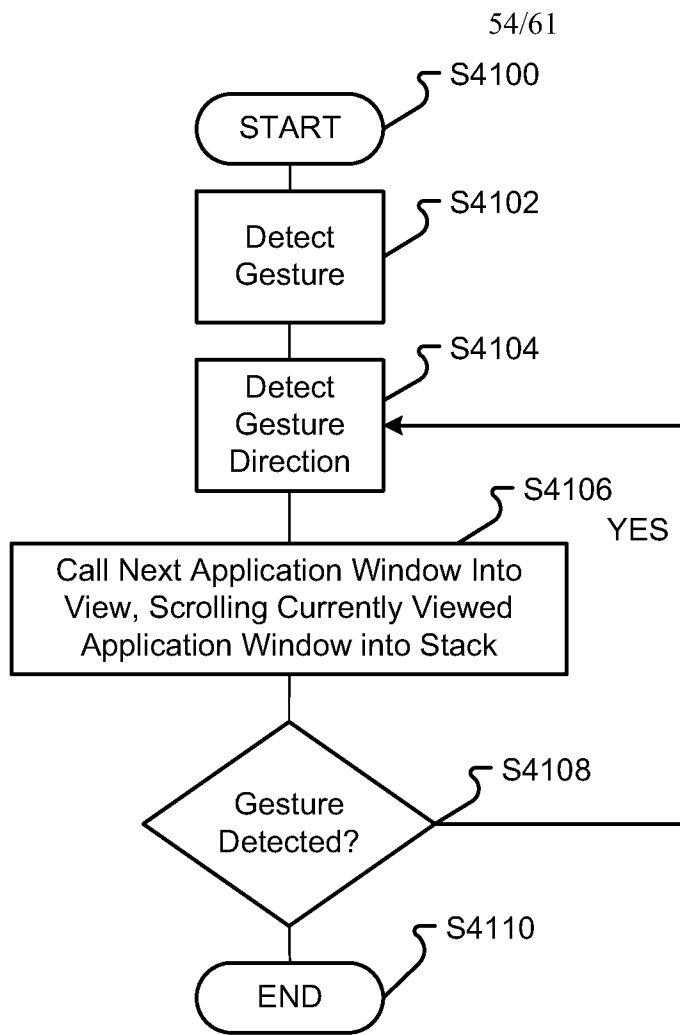 54/61
S4100
START
S4102
Detect
Gesture
S4104
Detect
Gesture
Direction
S4106
YES
Call Next Application Window Into
View, Scrolling Currently Viewed
Application Window into Stack
S4108
Gesture
Detected?
S4110
END